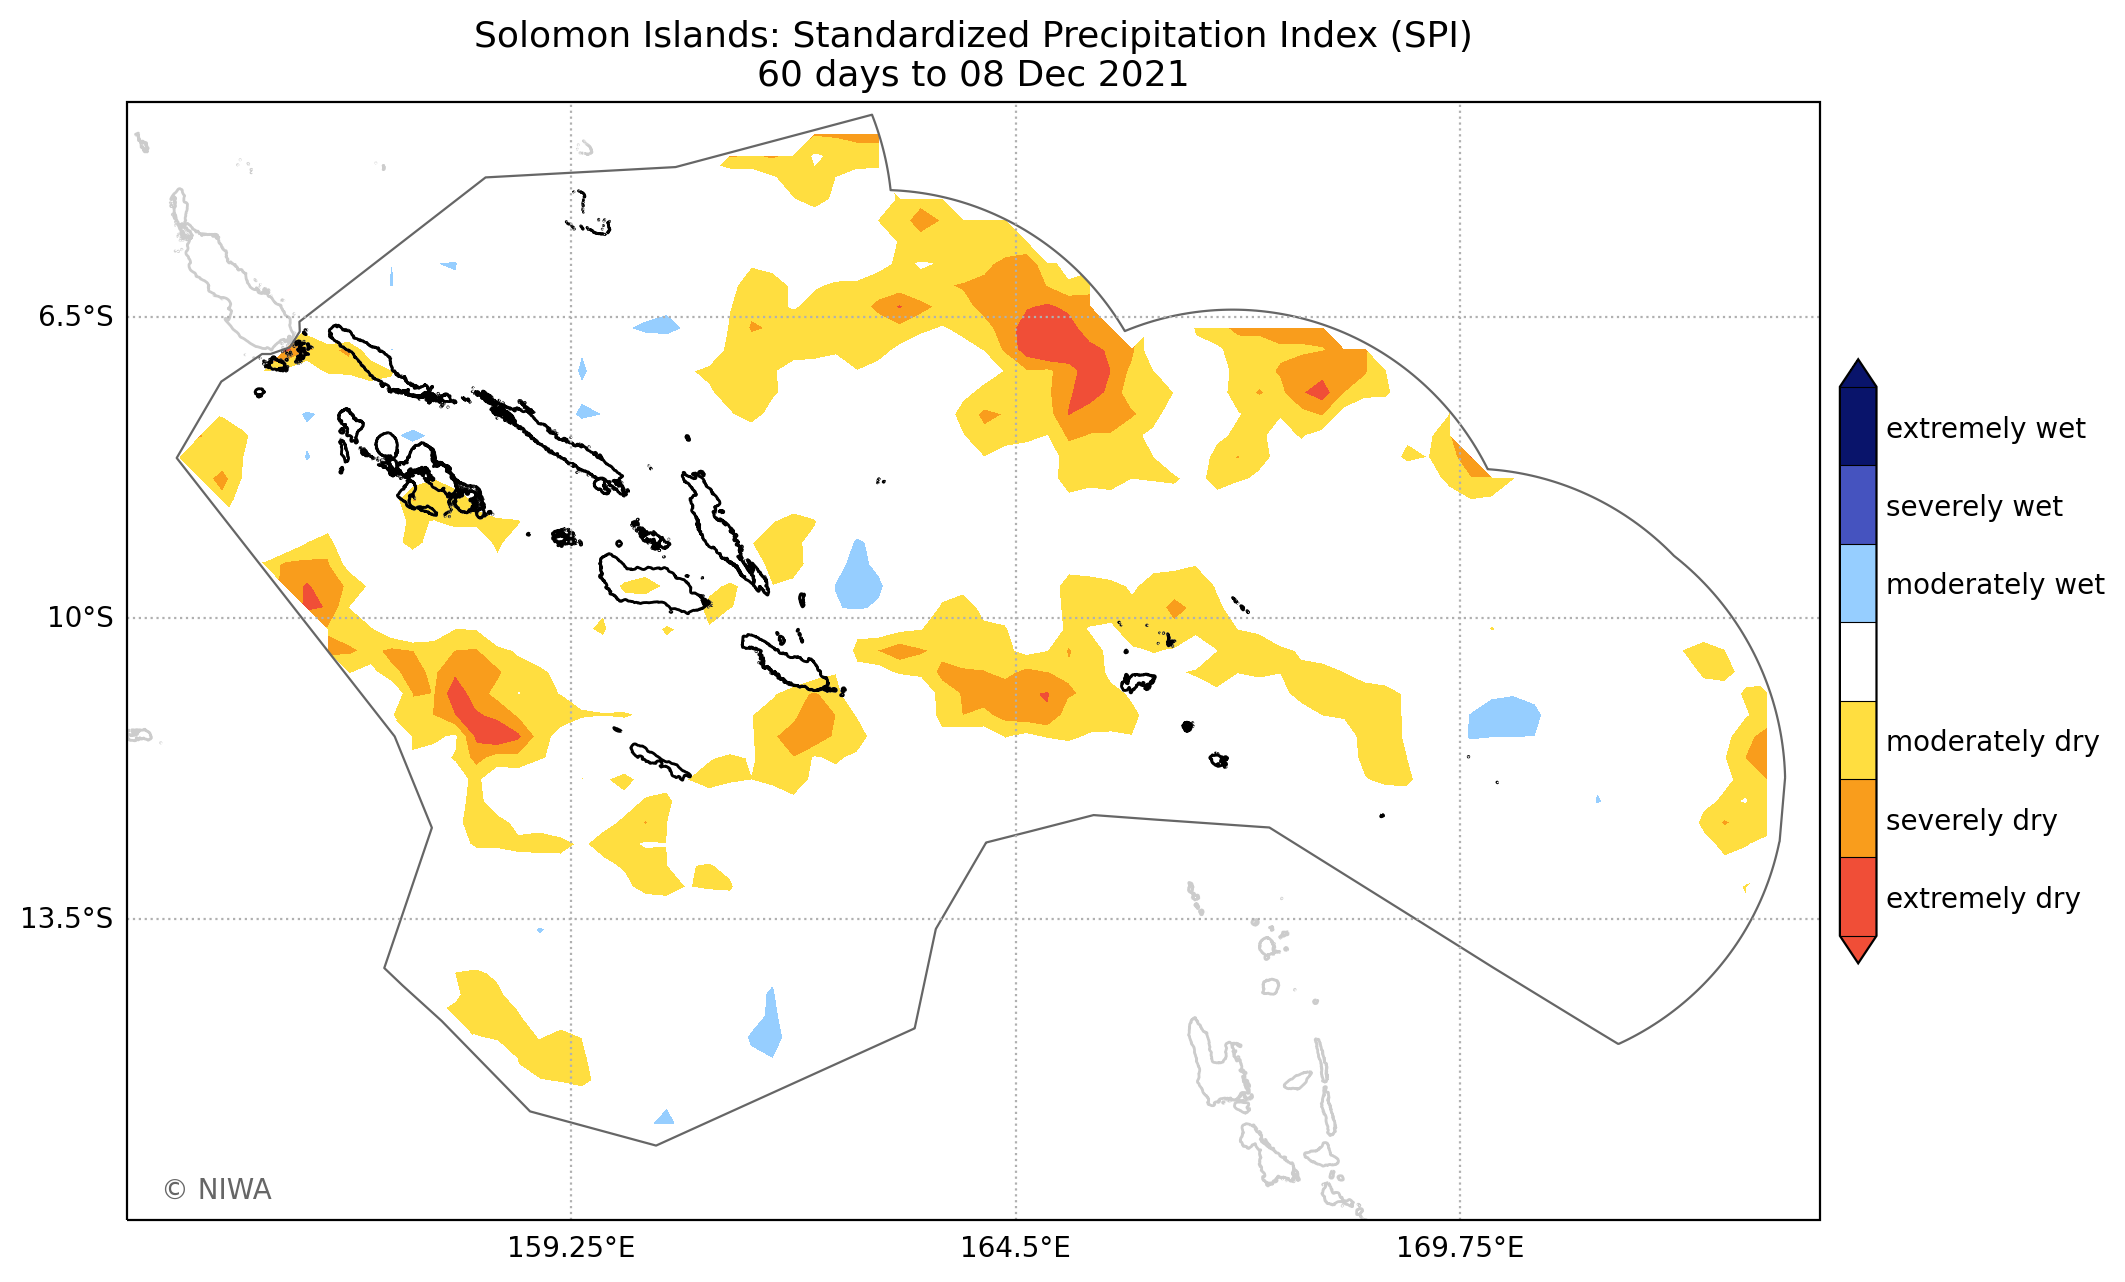 Solomon Islands: Standardized Precipitation Index (SPI)
60 days to 08 Dec 2021
6.5°S
10°S
13.5°S
159.25°E
164.5°E
169.75°E
extremely wet
severely wet
moderately wet
moderately dry
severely dry
extremely dry
© NIWA